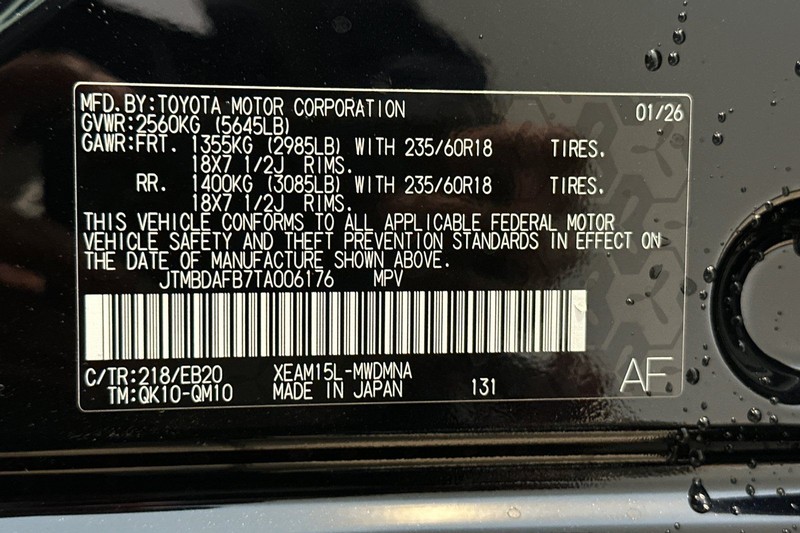 MFD.BY:TOYOTA MOTOR CORPORATION 01/26
GVWR:2560KG (5645LB)
GAWR:FRT. 1355KG (2985LB) WITH 235/60R18 TIRES.
18X7 1/2J RIMS.
RR. 1400KG (3085LB) WITH 235/60R18 TIRES.
18X7 1/2J RIMS.
THIS VEHICLE CONFORMS TO ALL APPLICABLE FEDERAL MOTOR
VEHICLE SAFETY AND THEFT PREVENTION STANDARDS IN EFFECT ON
THE DATE OF MANUFACTURE SHOWN ABOVE.
JTMBDAFB7TA006176 MPV
C/TR:218/EB20 XEAM15L-MWDMNA
TM:QK10-QM10 MADE IN JAPAN 131
AF